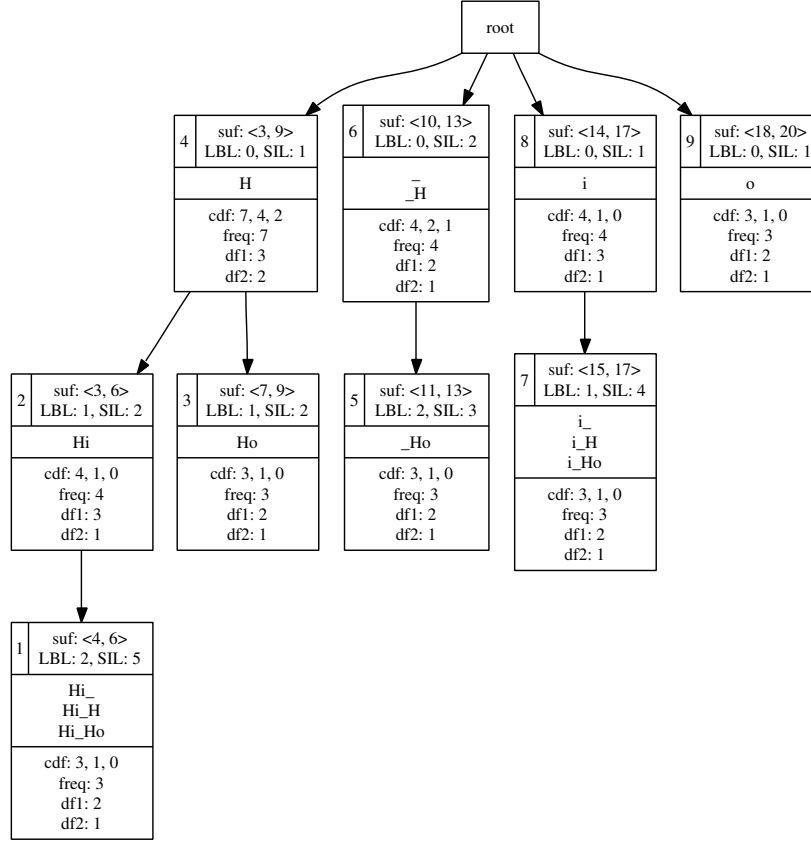 root
4
suf: <3, 9>
LBL: 0, SIL: 1
H
cdf: 7, 4, 2
freq: 7
df1: 3
df2: 2
6
suf: <10, 13>
LBL: 0, SIL: 2
_
_H
cdf: 4, 2, 1
freq: 4
df1: 2
df2: 1
8
suf: <14, 17>
LBL: 0, SIL: 1
i
cdf: 4, 1, 0
freq: 4
df1: 3
df2: 1
9
suf: <18, 20>
LBL: 0, SIL: 1
o
cdf: 3, 1, 0
freq: 3
df1: 2
df2: 1
2
suf: <3, 6>
LBL: 1, SIL: 2
Hi
cdf: 4, 1, 0
freq: 4
df1: 3
df2: 1
3
suf: <7, 9>
LBL: 1, SIL: 2
Ho
cdf: 3, 1, 0
freq: 3
df1: 2
df2: 1
5
suf: <11, 13>
LBL: 2, SIL: 3
_Ho
cdf: 3, 1, 0
freq: 3
df1: 2
df2: 1
7
suf: <15, 17>
LBL: 1, SIL: 4
i_
i_H
i_Ho
cdf: 3, 1, 0
freq: 3
df1: 2
df2: 1
1
suf: <4, 6>
LBL: 2, SIL: 5
Hi_
Hi_H
Hi_Ho
cdf: 3, 1, 0
freq: 3
df1: 2
df2: 1